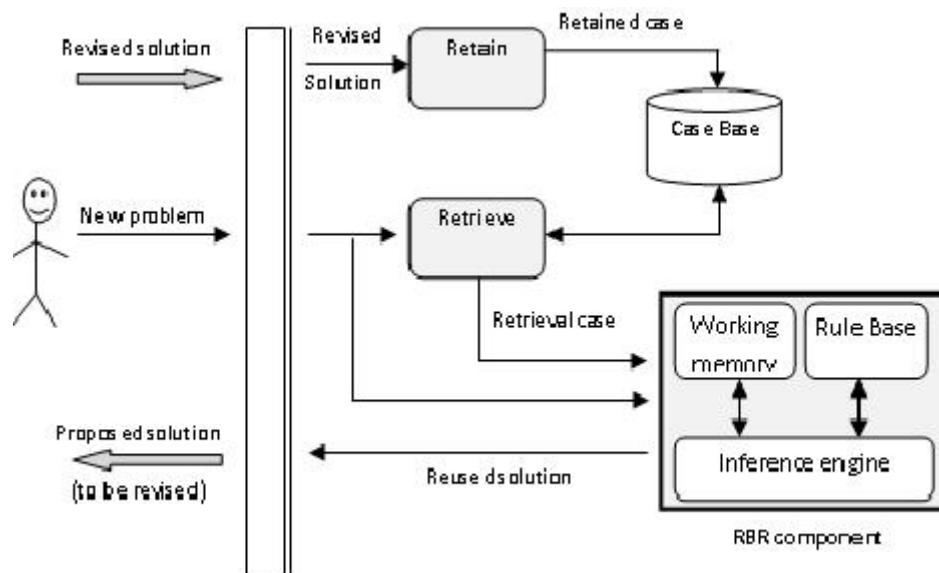 Retained case
Revised solution
Revised
Solution
Retain
Case Base
New problem
Retrieve
Retrieval case
Working
memory
Rule Base
Proposed solution
(to be revised)
Reused solution
Inference engine
RBR component